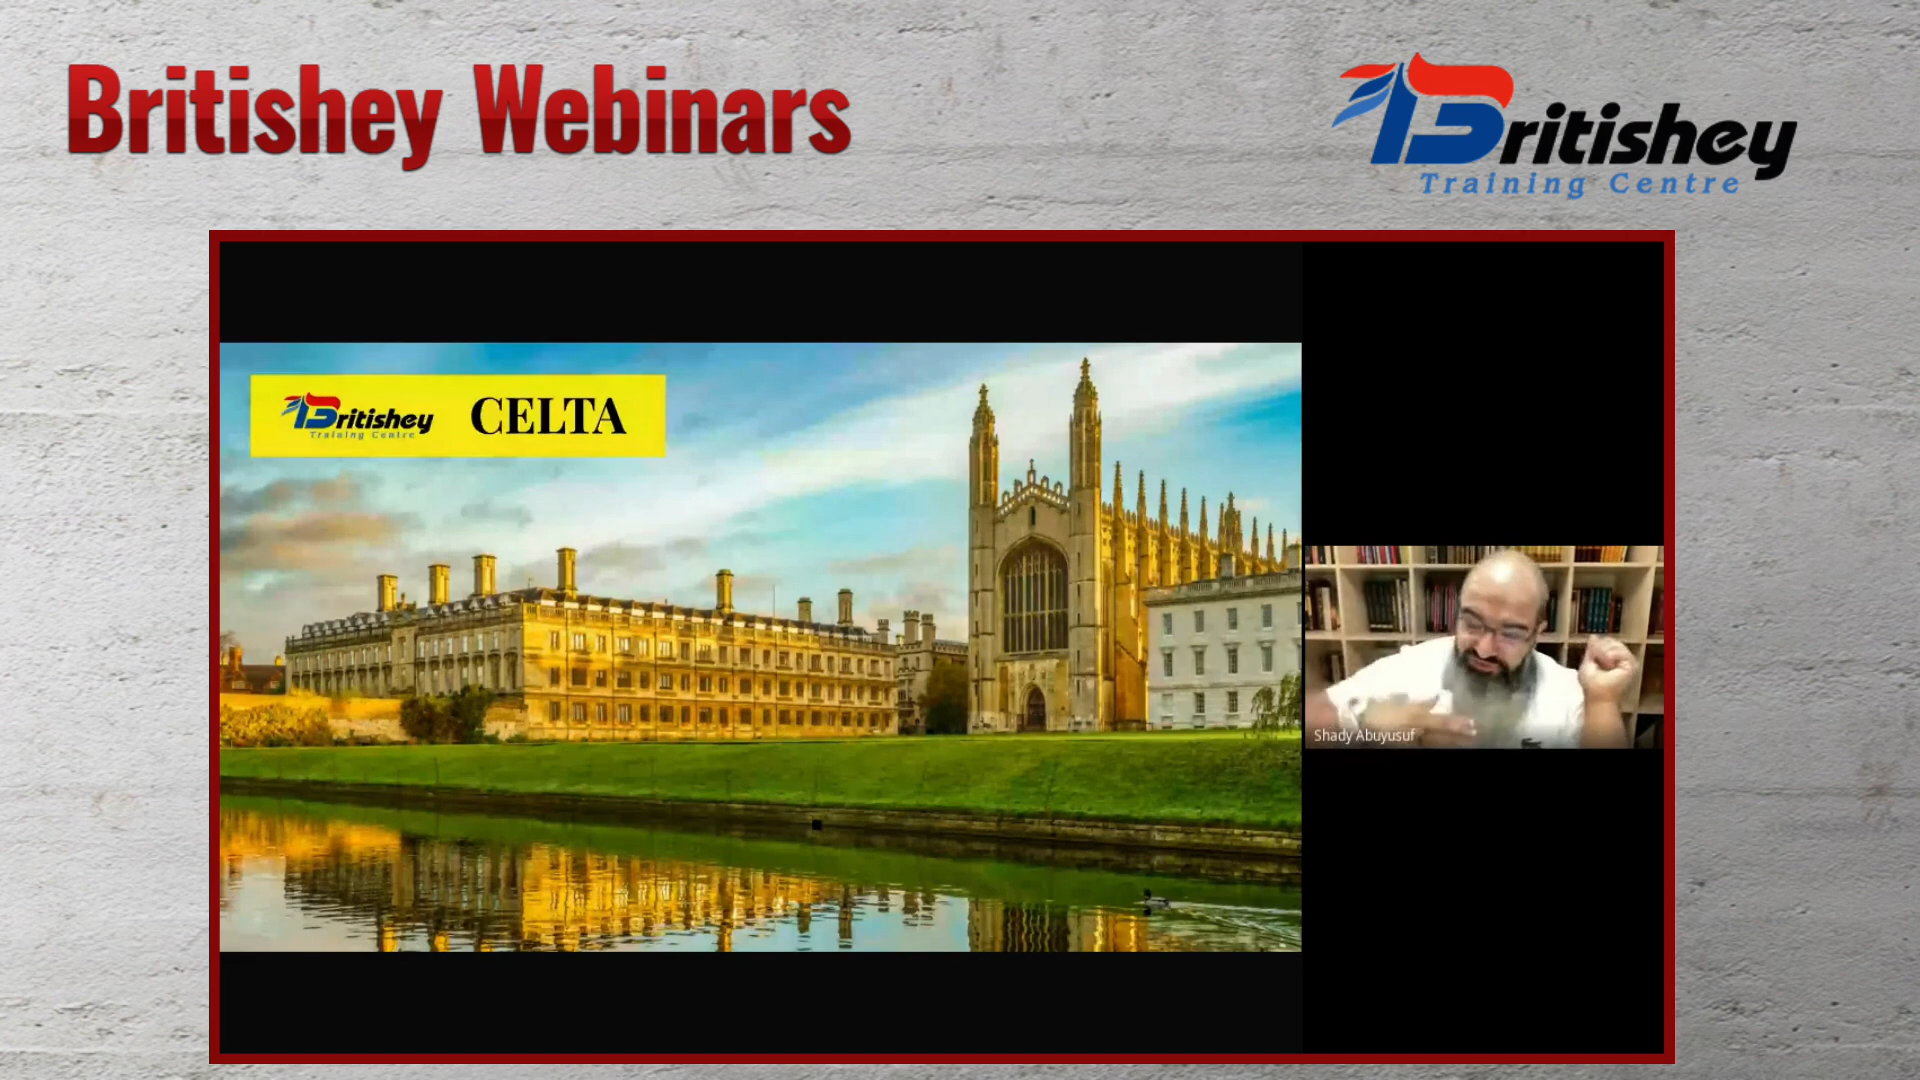 Britishey Webinars
Britishey
Training Centre
Britishey
Training Centre
CELTA
Shady Abuyusuf